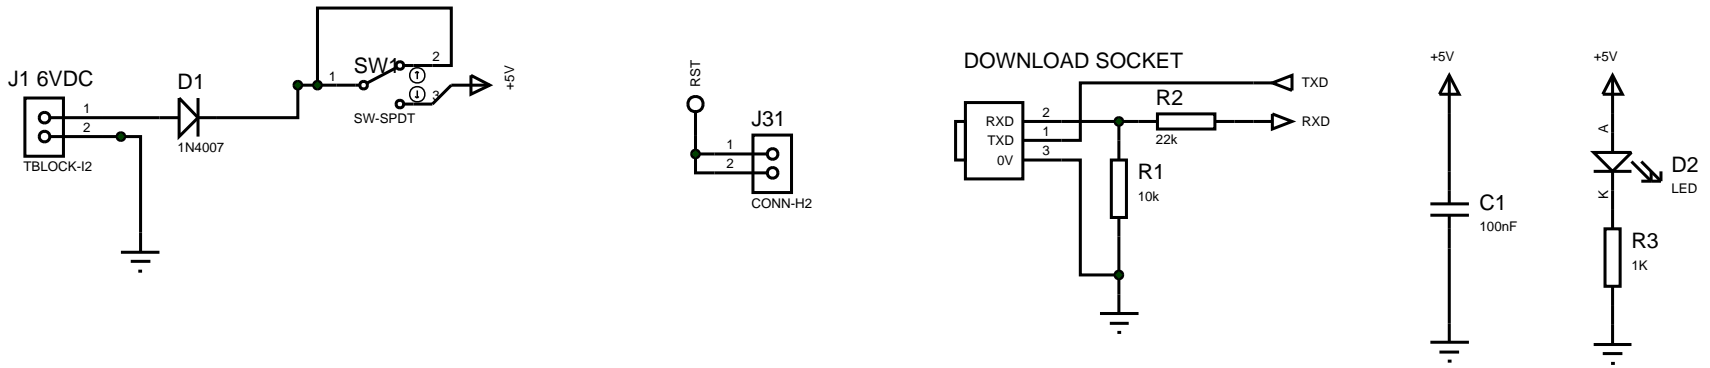 J1 6VDC
1
2
TBLOCK-I2
D1
1N4007
SW1
1
2
3
SW-SPDT
+5V
RST
J31
1
2
CONN-H2
DOWNLOAD SOCKET
RXD
TXD
0V
2
1
3
R2
22k
R1
10k
TXD
RXD
+5V
C1
100nF
+5V
A
K
D2
LED
R3
1K